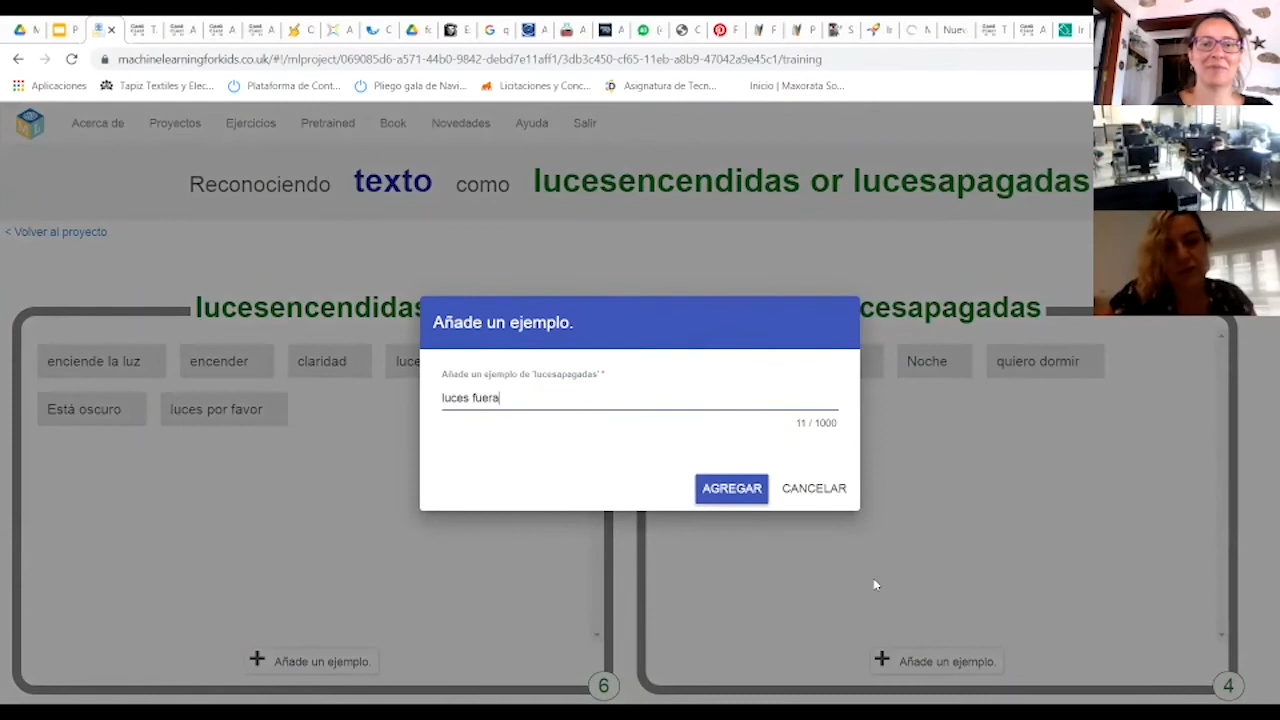 machinelearningforkids.co.uk/#!/mlproject/069085d6-a571-44b0-9842-debd7e11aff1/3db3c450-cf65-11eb-a8b9-47042a9e45c1/training
Aplicaciones Tapiz Textiles y Elec... Plataforma de Cont... Pliego gala de Navi... Licitaciones y Conc... Asignatura de Tecn... Inicio | Maxorata So...
Acerca de Proyectos Ejercicios Pretrained Book Novedades Ayuda Salir
Reconociendo texto como lucesencendidas or lucesapagadas
< Volver al proyecto
lucesencendidas
enciende la luz encender claridad luce
Está oscuro luces por favor
Añade un ejemplo.
6
cesapagadas
Noche quiero dormir
Añade un ejemplo.
4
Añade un ejemplo.
Añade un ejemplo de 'lucesapagadas' *
luces fuera
11 / 1000
AGREGAR CANCELAR